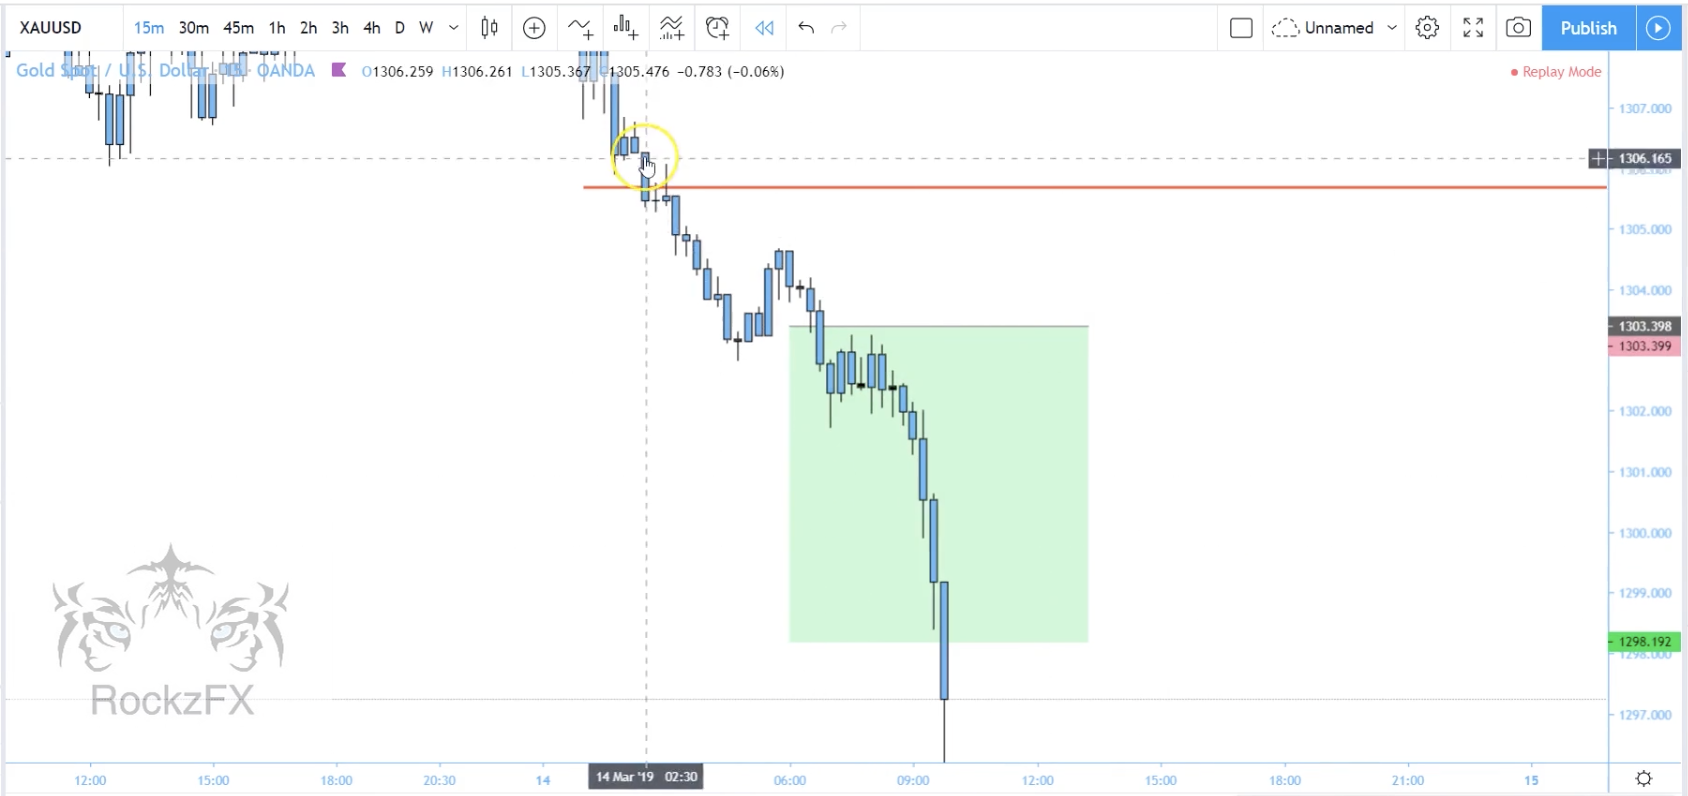 XAUUSD 15m 30m 45m 1h 2h 3h 4h D W Unnamed Publish
Gold Spot / U.S. Dollar · 15 · OANDA O1306.259 H1306.261 L1305.367 C1305.476 −0.783 (−0.06%)
Replay Mode
1307.000
1306.165
1305.000
1304.000
1303.398
1303.399
1302.000
1301.000
1300.000
1299.000
1298.192
1298.000
1297.000
RockzFX
12:00 15:00 18:00 20:30 14 14 Mar '19 02:30 06:00 09:00 12:00 15:00 18:00 21:00 15